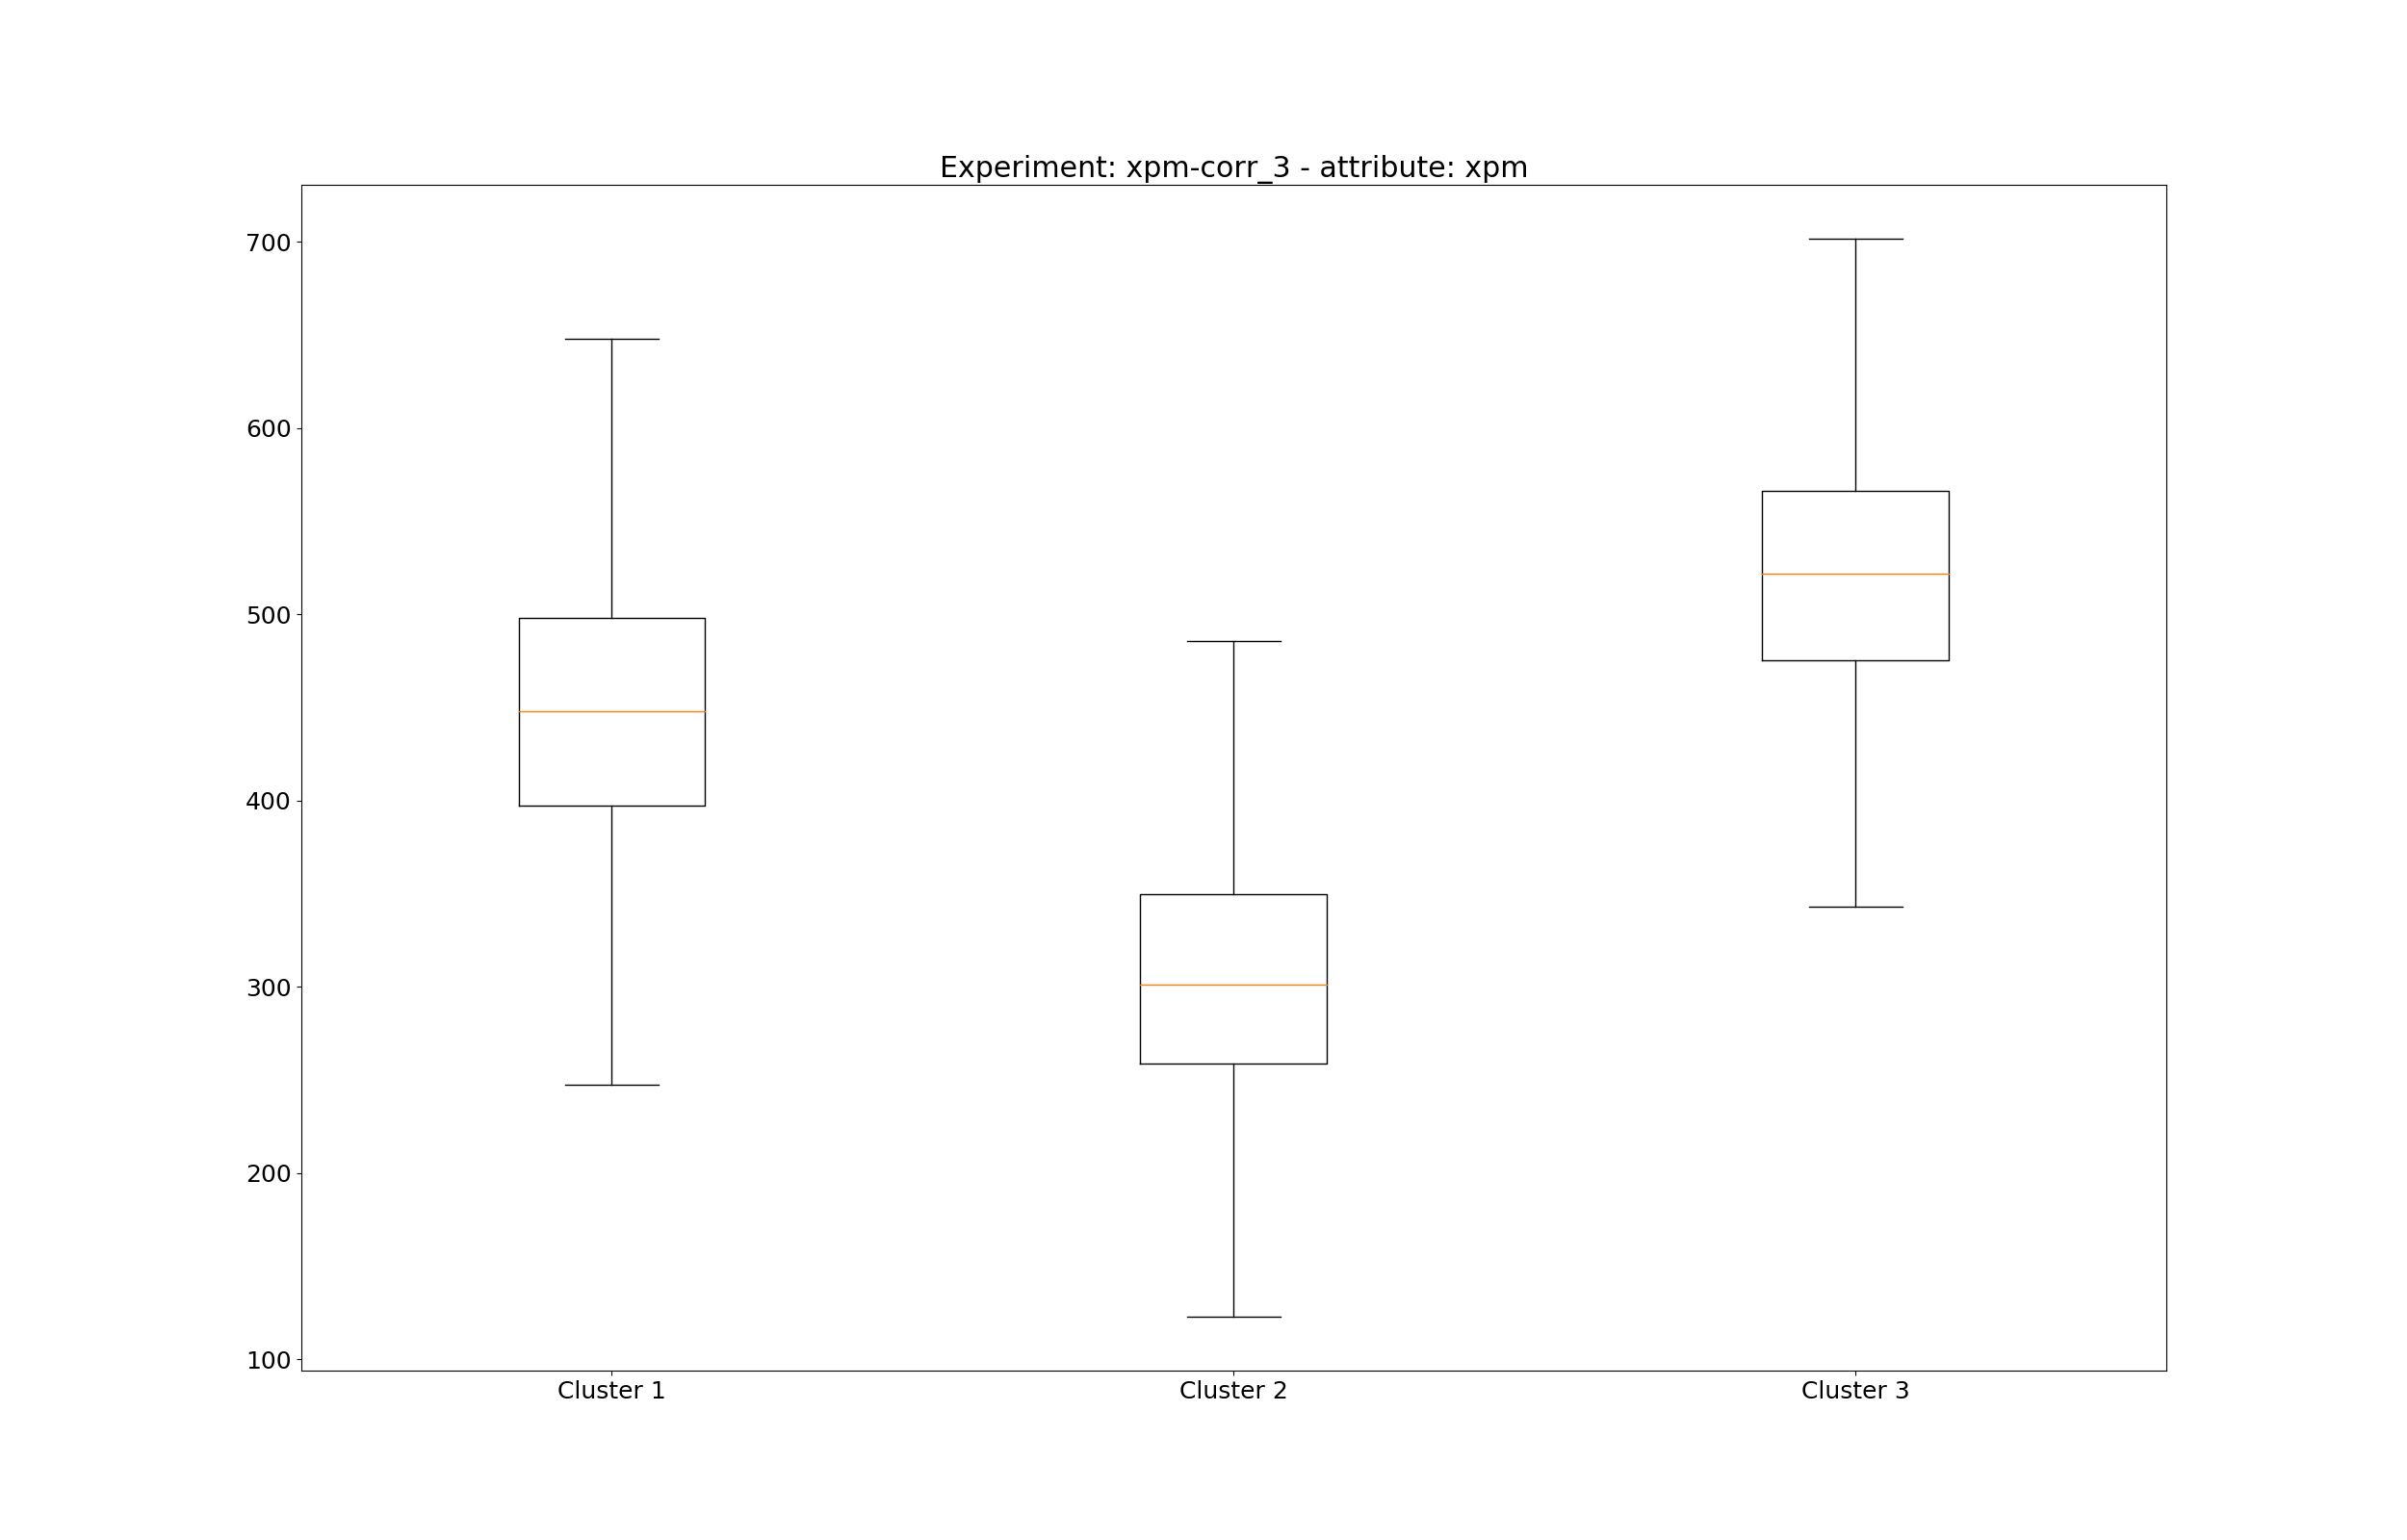 Experiment: xpm-corr_3 - attribute: xpm
700
600
500
400
300
200
100
Cluster 1
Cluster 2
Cluster 3